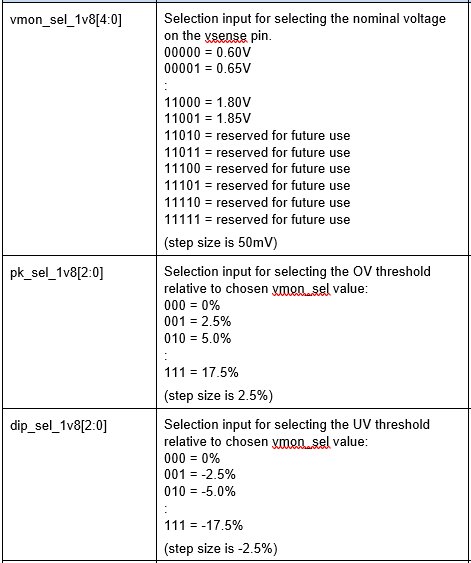 vmon_sel_1v8[4:0]
Selection input for selecting the nominal voltage
on the vsense pin.
00000 = 0.60V
00001 = 0.65V
:
11000 = 1.80V
11001 = 1.85V
11010 = reserved for future use
11011 = reserved for future use
11100 = reserved for future use
11101 = reserved for future use
11110 = reserved for future use
11111 = reserved for future use
(step size is 50mV)
pk_sel_1v8[2:0]
Selection input for selecting the OV threshold
relative to chosen vmon_sel value:
000 = 0%
001 = 2.5%
010 = 5.0%
:
111 = 17.5%
(step size is 2.5%)
dip_sel_1v8[2:0]
Selection input for selecting the UV threshold
relative to chosen vmon_sel value:
000 = 0%
001 = -2.5%
010 = -5.0%
:
111 = -17.5%
(step size is -2.5%)